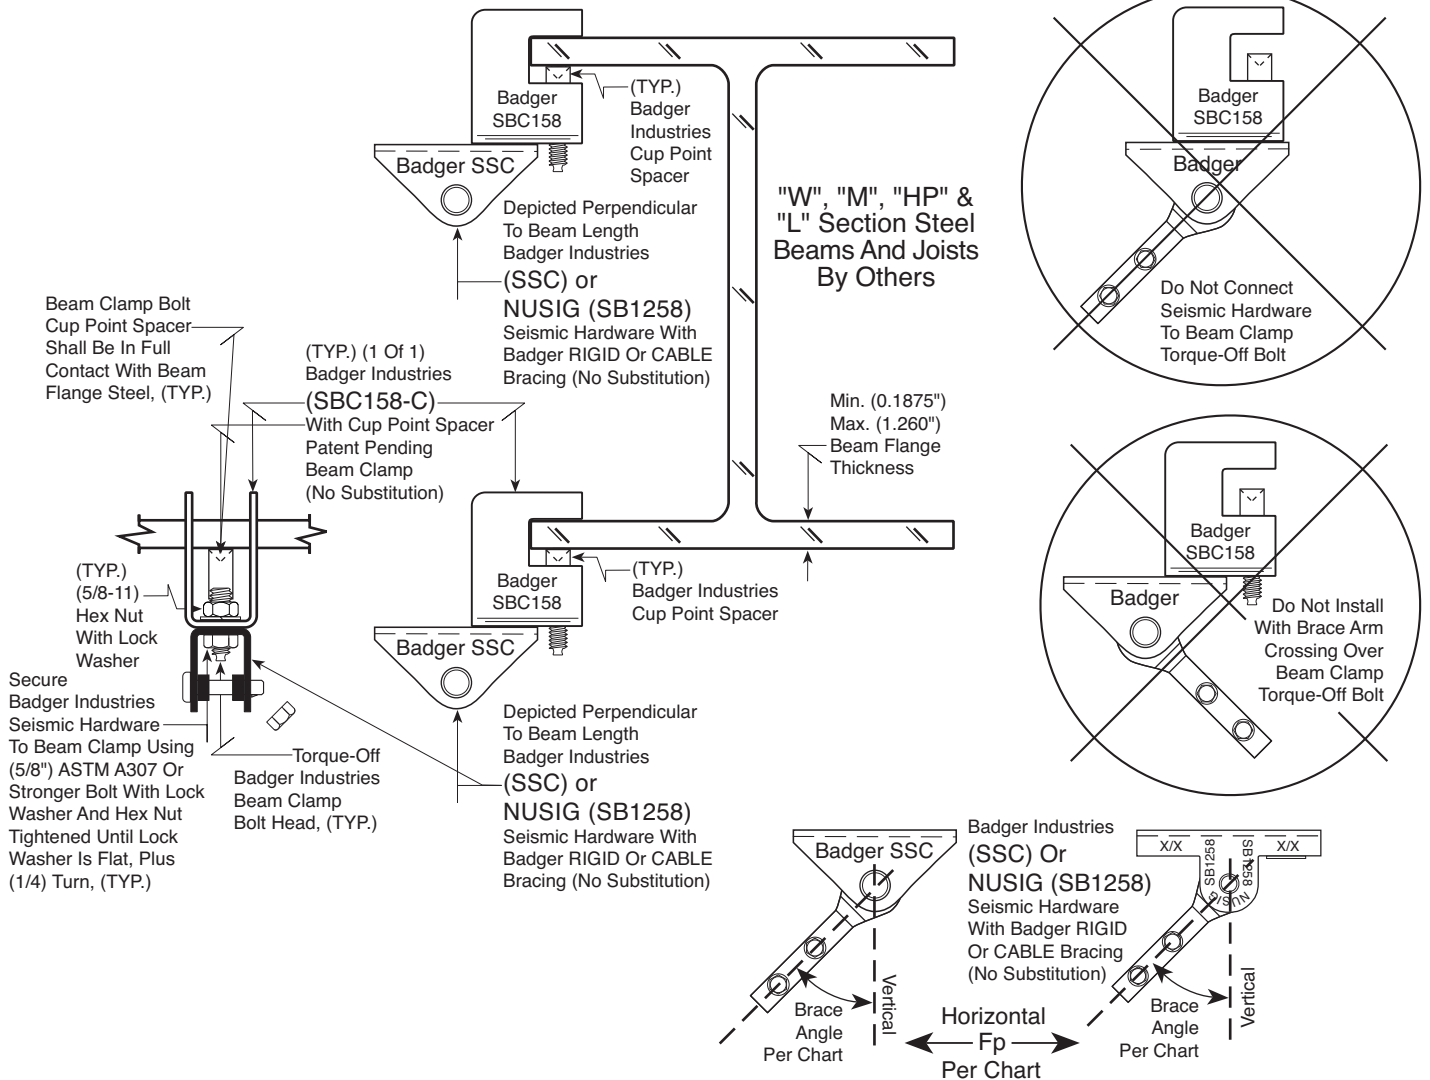 Badger
SBC158
Badger SSC
(TYP.)
Badger
Industries
Cup Point
Spacer
Depicted Perpendicular
To Beam Length
Badger Industries
(SSC) or
NUSIG (SB1258)
Seismic Hardware With
Badger RIGID Or CABLE
Bracing (No Substitution)
"W", "M", "HP" &
"L" Section Steel
Beams And Joists
By Others
Badger
SBC158
Badger
Do Not Connect
Seismic Hardware
To Beam Clamp
Torque-Off Bolt
Beam Clamp Bolt
Cup Point Spacer
Shall Be In Full
Contact With Beam
Flange Steel, (TYP.)
(TYP.) (1 Of 1)
Badger Industries
(SBC158-C)
With Cup Point Spacer
Patent Pending
Beam Clamp
(No Substitution)
Min. (0.1875")
Max. (1.260")
Beam Flange
Thickness
(TYP.)
(5/8-11)
Hex Nut
With Lock
Washer
Badger
SBC158
Badger SSC
(TYP.)
Badger Industries
Cup Point Spacer
Badger
SBC158
Badger
Do Not Install
With Brace Arm
Crossing Over
Beam Clamp
Torque-Off Bolt
Secure
Badger Industries
Seismic Hardware
To Beam Clamp Using
(5/8") ASTM A307 Or
Stronger Bolt With Lock
Washer And Hex Nut
Tightened Until Lock
Washer Is Flat, Plus
(1/4) Turn, (TYP.)
Torque-Off
Badger Industries
Beam Clamp
Bolt Head, (TYP.)
Depicted Perpendicular
To Beam Length
Badger Industries
(SSC) or
NUSIG (SB1258)
Seismic Hardware With
Badger RIGID Or CABLE
Bracing (No Substitution)
Badger SSC
Brace
Angle
Per Chart
Vertical
Badger Industries
(SSC) Or
NUSIG (SB1258)
Seismic Hardware
With Badger RIGID
Or CABLE Bracing
(No Substitution)
Horizontal
Fp
Per Chart
X/X
SB1258
SB1258
X/X
NUSIG
Brace
Angle
Per Chart
Vertical